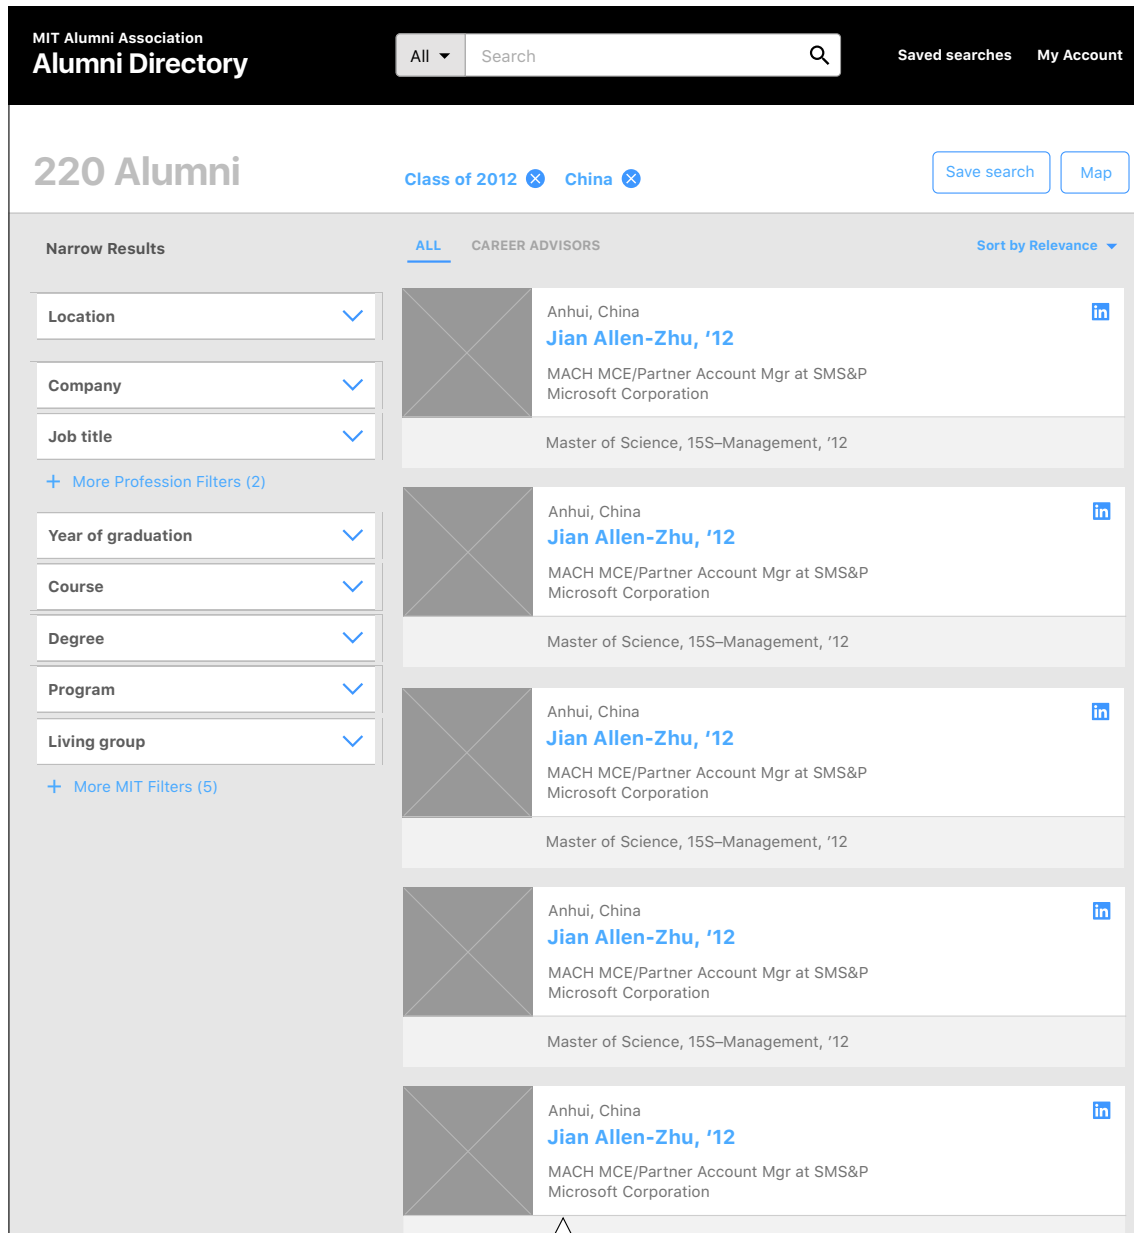 MIT Alumni Association
Alumni Directory
All
Search
Saved searches
My Account
220 Alumni
Class of 2012
China
Save search
Map
Narrow Results
Location
Company
Job title
+ More Profession Filters (2)
Year of graduation
Course
Degree
Program
Living group
+ More MIT Filters (5)
ALL
CAREER ADVISORS
Sort by Relevance
Anhui, China
in
Jian Allen-Zhu, ‘12
MACH MCE/Partner Account Mgr at SMS&P
Microsoft Corporation
Master of Science, 15S–Management, ’12
Anhui, China
in
Jian Allen-Zhu, ‘12
MACH MCE/Partner Account Mgr at SMS&P
Microsoft Corporation
Master of Science, 15S–Management, ’12
Anhui, China
in
Jian Allen-Zhu, ‘12
MACH MCE/Partner Account Mgr at SMS&P
Microsoft Corporation
Master of Science, 15S–Management, ’12
Anhui, China
in
Jian Allen-Zhu, ‘12
MACH MCE/Partner Account Mgr at SMS&P
Microsoft Corporation
Master of Science, 15S–Management, ’12
Anhui, China
in
Jian Allen-Zhu, ‘12
MACH MCE/Partner Account Mgr at SMS&P
Microsoft Corporation